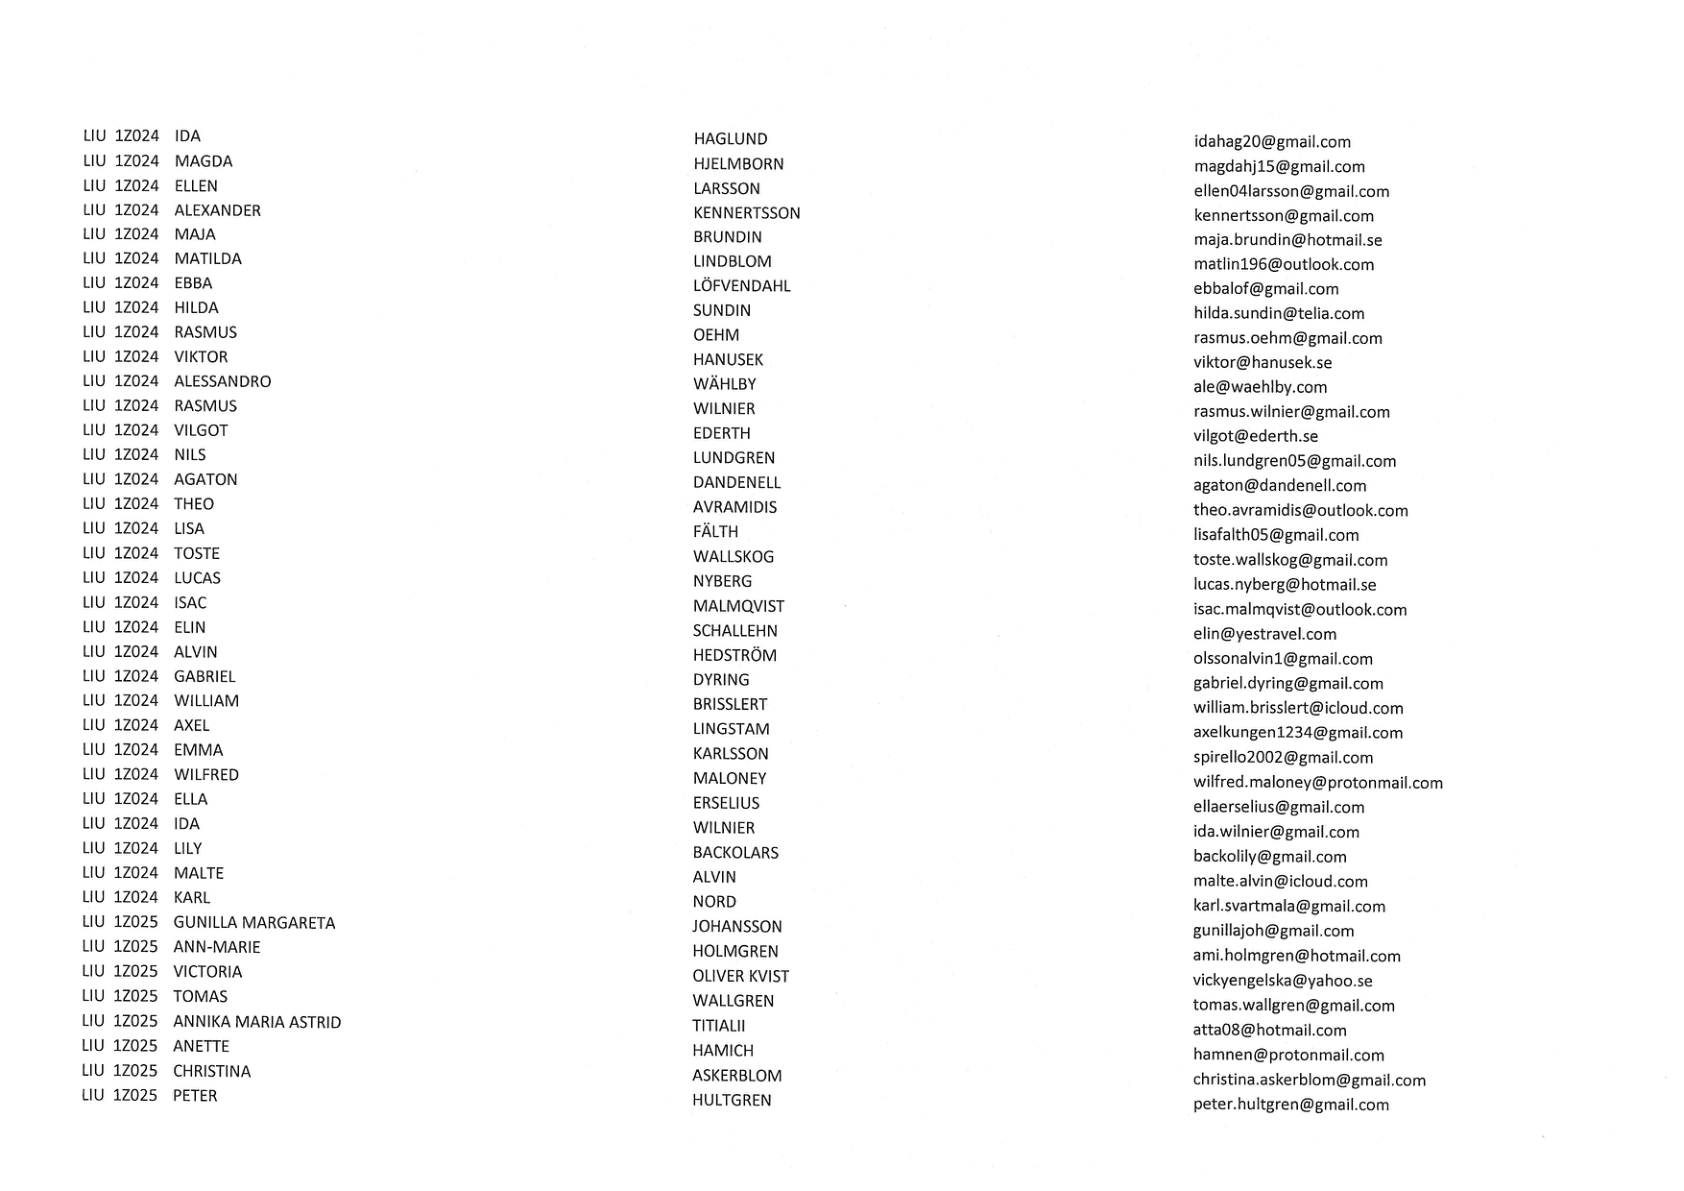 LIU 1Z024 IDA HAGLUND idahag20@gmail.com
LIU 1Z024 MAGDA HJELMBORN magdahj15@gmail.com
LIU 1Z024 ELLEN LARSSON ellen04larsson@gmail.com
LIU 1Z024 ALEXANDER KENNERTSSON kennertsson@gmail.com
LIU 1Z024 MAJA BRUNDIN maja.brundin@hotmail.se
LIU 1Z024 MATILDA LINDBLOM matlin196@outlook.com
LIU 1Z024 EBBA LÖFVENDAHL ebbalof@gmail.com
LIU 1Z024 HILDA SUNDIN hilda.sundin@telia.com
LIU 1Z024 RASMUS OEHM rasmus.oehm@gmail.com
LIU 1Z024 VIKTOR HANUSEK viktor@hanusek.se
LIU 1Z024 ALESSANDRO WÄHLBY ale@waehlby.com
LIU 1Z024 RASMUS WILNIER rasmus.wilnier@gmail.com
LIU 1Z024 VILGOT EDERTH vilgot@ederth.se
LIU 1Z024 NILS LUNDGREN nils.lundgren05@gmail.com
LIU 1Z024 AGATON DANDENELL agaton@dandenell.com
LIU 1Z024 THEO AVRAMIDIS theo.avramidis@outlook.com
LIU 1Z024 LISA FÄLTH lisafalth05@gmail.com
LIU 1Z024 TOSTE WALLSKOG toste.wallskog@gmail.com
LIU 1Z024 LUCAS NYBERG lucas.nyberg@hotmail.se
LIU 1Z024 ISAC MALMQVIST isac.malmqvist@outlook.com
LIU 1Z024 ELIN SCHALLEHN elin@yestravel.com
LIU 1Z024 ALVIN HEDSTRÖM olssonalvin1@gmail.com
LIU 1Z024 GABRIEL DYRING gabriel.dyring@gmail.com
LIU 1Z024 WILLIAM BRISSLERT william.brisslert@icloud.com
LIU 1Z024 AXEL LINGSTAM axelkungen1234@gmail.com
LIU 1Z024 EMMA KARLSSON spirello2002@gmail.com
LIU 1Z024 WILFRED MALONEY wilfred.maloney@protonmail.com
LIU 1Z024 ELLA ERSELIUS ellaerselius@gmail.com
LIU 1Z024 IDA WILNIER ida.wilnier@gmail.com
LIU 1Z024 LILY BACKOLARS backolily@gmail.com
LIU 1Z024 MALTE ALVIN malte.alvin@icloud.com
LIU 1Z024 KARL NORD karl.svartmala@gmail.com
LIU 1Z025 GUNILLA MARGARETA JOHANSSON gunillajoh@gmail.com
LIU 1Z025 ANN-MARIE HOLMGREN ami.holmgren@hotmail.com
LIU 1Z025 VICTORIA OLIVER KVIST vickyengelska@yahoo.se
LIU 1Z025 TOMAS WALLGREN tomas.wallgren@gmail.com
LIU 1Z025 ANNIKA MARIA ASTRID TITIALII atta08@hotmail.com
LIU 1Z025 ANETTE HAMICH hamnen@protonmail.com
LIU 1Z025 CHRISTINA ASKERBLOM christina.askerblom@gmail.com
LIU 1Z025 PETER HULTGREN peter.hultgren@gmail.com